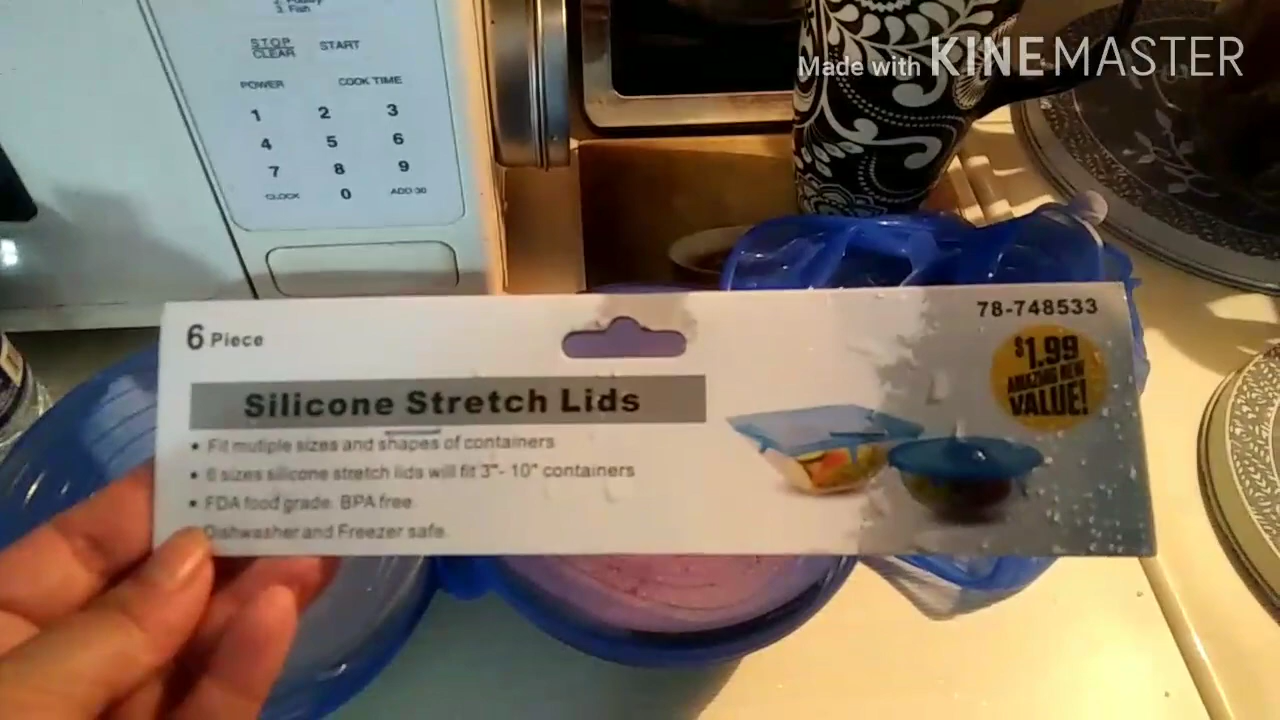 3. Fish
STOP
CLEAR
START
POWER
COOK TIME
1 2 3
4 5 6
7 8 9
CLOCK
0
ADD 30
Made with KINEMASTER
6 Piece
78-748533
$1.99
AMAZING NEW
VALUE!
Silicone Stretch Lids
• Fit mutiple sizes and shapes of containers
• 6 sizes silicone stretch lids will fit 3"- 10" containers
• FDA food grade. BPA free
Dishwasher and Freezer safe.